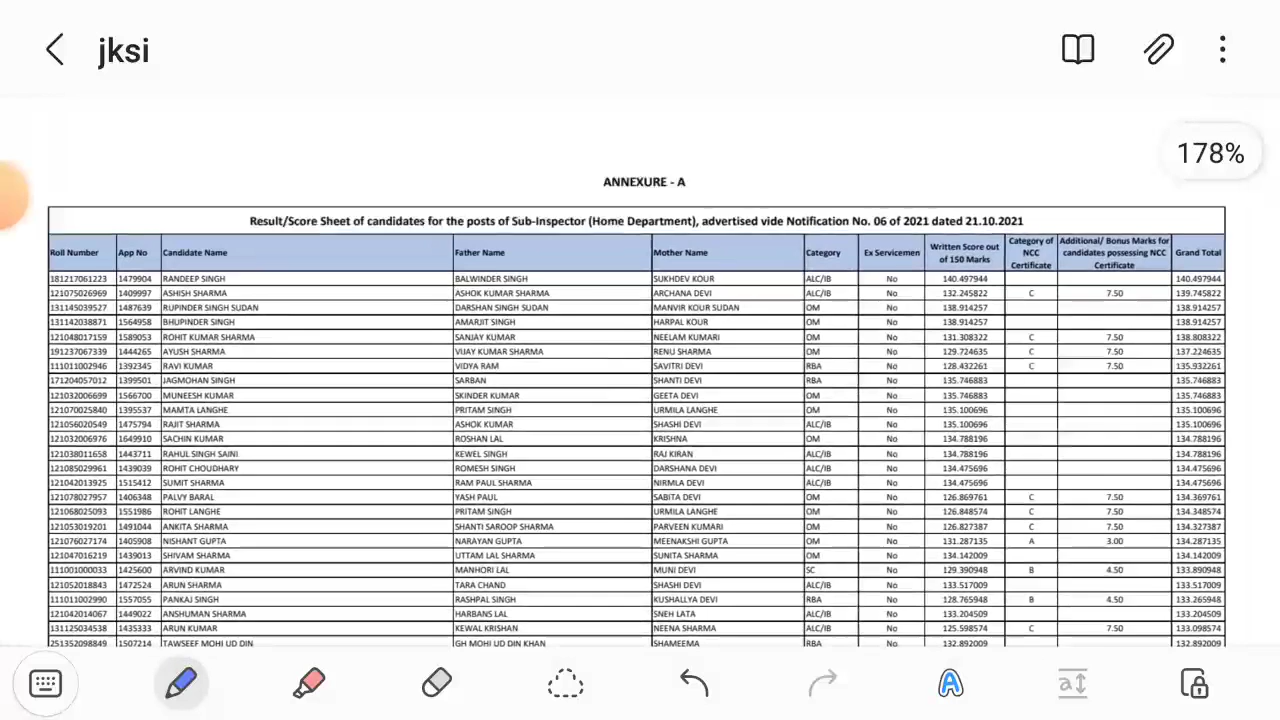 jksi
178%
ANNEXURE - A
Result/Score Sheet of candidates for the posts of Sub-Inspector (Home Department), advertised vide Notification No. 06 of 2021 dated 21.10.2021
Roll Number App No Candidate Name Father Name Mother Name Category Ex Servicemen Written Score out of 150 Marks Category of NCC Certificate Additional/ Bonus Marks for candidates possessing NCC Certificate Grand Total
181217061223 1479904 RANDEEP SINGH BALWINDER SINGH SUKHDEV KOUR ALC/IB No 140.497944 140.497944
121075026969 1409997 ASHISH SHARMA ASHOK KUMAR SHARMA ARCHANA DEVI ALC/IB No 132.245822 C 7.50 139.745822
131145039527 1487639 RUPINDER SINGH SUDAN DARSHAN SINGH SUDAN MANVIR KOUR SUDAN OM No 138.914257 138.914257
131142038871 1564958 BHUPINDER SINGH AMARJIT SINGH HARPAL KOUR OM No 138.914257 138.914257
121048017159 1589053 ROHIT KUMAR SHARMA SANJAY KUMAR NEELAM KUMARI OM No 131.308322 C 7.50 138.808322
191237067339 1444265 AYUSH SHARMA VIJAY KUMAR SHARMA RENU SHARMA OM No 129.724635 C 7.50 137.224635
111011002946 1392345 RAVI KUMAR VIDYA RAM SAVITRI DEVI RBA No 128.432261 C 7.50 135.932261
171204057012 1399501 JAGMOHAN SINGH SARBAN SHANTI DEVI RBA No 135.746883 135.746883
121032006699 1566700 MUNEESH KUMAR SKINDER KUMAR GEETA DEVI OM No 135.746883 135.746883
121070025840 1395537 MAMTA LANGHE PRITAM SINGH URMILA LANGHE OM No 135.100696 135.100696
121056020549 1475794 RAJIT SHARMA ASHOK KUMAR SHASHI DEVI ALC/IB No 135.100696 135.100696
121032006976 1649910 SACHIN KUMAR ROSHAN LAL KRISHNA OM No 134.788196 134.788196
121038011658 1443711 RAHUL SINGH SAINI KEWEL SINGH RAJ KIRAN ALC/IB No 134.788196 134.788196
121085029961 1439039 ROHIT CHOUDHARY ROMESH SINGH DARSHANA DEVI ALC/IB No 134.475696 134.475696
121042013925 1515412 SUMIT SHARMA RAM PAUL SHARMA NIRMLA DEVI ALC/IB No 134.475696 134.475696
121078027957 1406348 PALVY BARAL YASH PAUL SABITA DEVI OM No 126.869761 C 7.50 134.369761
121068025093 1551986 ROHIT LANGHE PRITAM SINGH URMILA LANGHE OM No 126.848574 C 7.50 134.348574
121053019201 1491044 ANKITA SHARMA SHANTI SAROOP SHARMA PARVEEN KUMARI OM No 126.827387 C 7.50 134.327387
121076027174 1405908 NISHANT GUPTA NARAYAN GUPTA MEENAKSHI GUPTA OM No 131.287135 A 3.00 134.287135
121047016219 1439013 SHIVAM SHARMA UTTAM LAL SHARMA SUNITA SHARMA OM No 134.142009 134.142009
111001000033 1425600 ARVIND KUMAR MANHORI LAL MUNI DEVI SC No 129.390948 B 4.50 133.890948
121052018843 1472524 ARUN SHARMA TARA CHAND SHASHI DEVI ALC/IB No 133.517009 133.517009
111011002990 1557055 PANKAJ SINGH RASHPAL SINGH KUSHALLYA DEVI RBA No 128.765948 B 4.50 133.265948
121042014067 1449022 ANSHUMAN SHARMA HARBANS LAL SNEH LATA ALC/IB No 133.204509 133.204509
131125034538 1435333 ARUN KUMAR KEWAL KRISHAN NEENA SHARMA ALC/IB No 125.598574 C 7.50 133.098574
251352098849 1507214 TAWSEEF MOHI UD DIN GH MOHI UD DIN KHAN SHAMEEMA RBA No 132.892009 132.892009